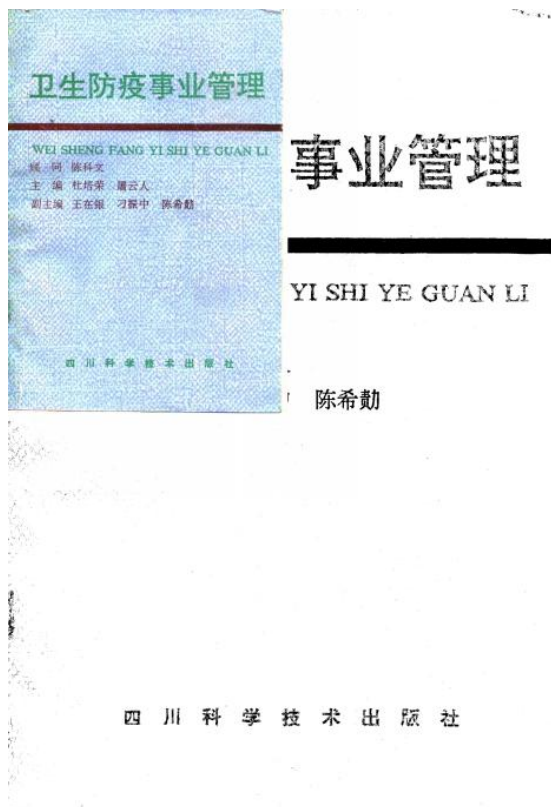 卫生防疫事业管理
WEI SHENG FANG YI SHI YE GUAN LI
顾问 陈科文
主编 杜培荣 屠云人
副主编 王在银 刁振中 陈希勣
四川科学技术出版社
事业管理
YI SHI YE GUAN LI
陈希勣
四川科学技术出版社